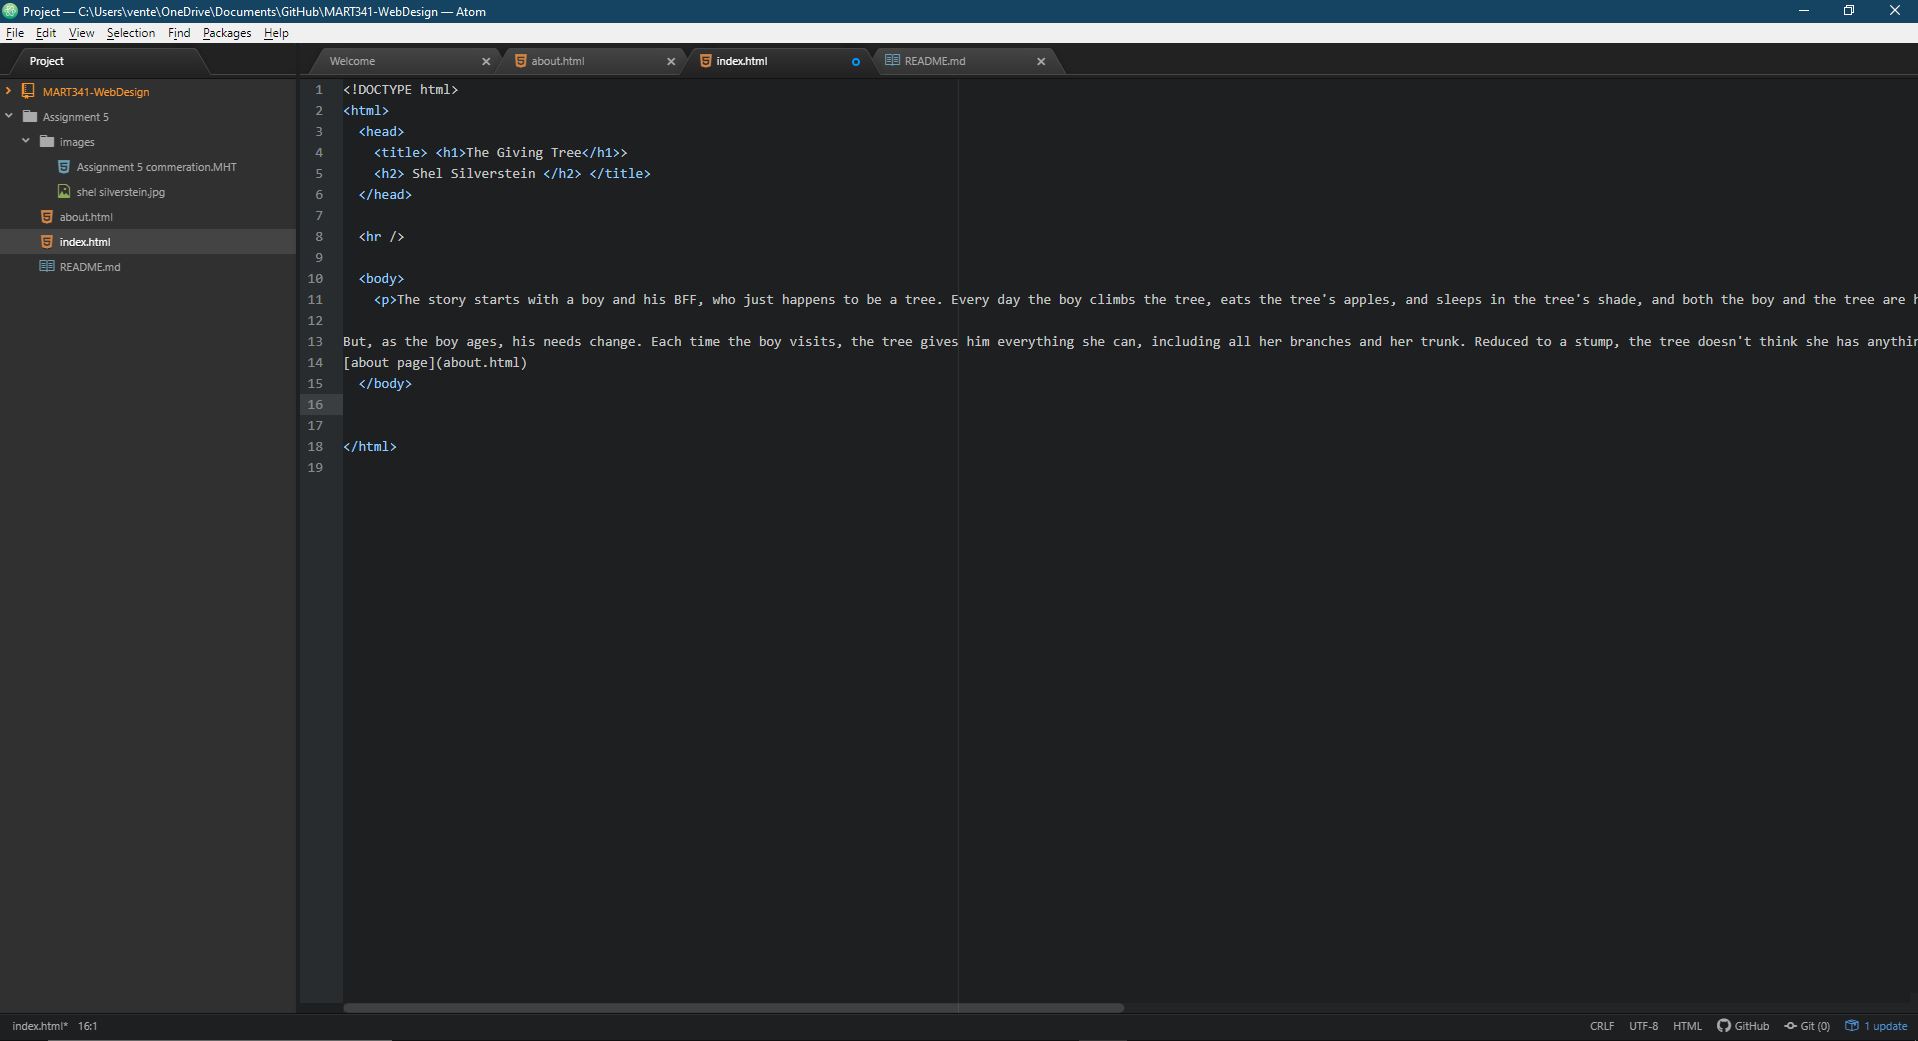 Project — C:\Users\vente\OneDrive\Documents\GitHub\MART341-WebDesign — Atom
File Edit View Selection Find Packages Help
Project
Welcome
about.html
index.html
README.md
MART341-WebDesign
Assignment 5
images
Assignment 5 commeration.MHT
shel silverstein.jpg
about.html
index.html
README.md
1 <!DOCTYPE html>
2 <html>
3 <head>
4 <title> <h1>The Giving Tree</h1>>
5 <h2> Shel Silverstein </h2> </title>
6 </head>
7
8 <hr />
9
10 <body>
11 <p>The story starts with a boy and his BFF, who just happens to be a tree. Every day the boy climbs the tree, eats the tree's apples, and sleeps in the tree's shade, and both the boy and the tree are
12
13 But, as the boy ages, his needs change. Each time the boy visits, the tree gives him everything she can, including all her branches and her trunk. Reduced to a stump, the tree doesn't think she has
14 [about page](about.html)
15 </body>
16
17
18 </html>
19
index.html* 16:1
CRLF UTF-8 HTML GitHub Git (0) 1 update